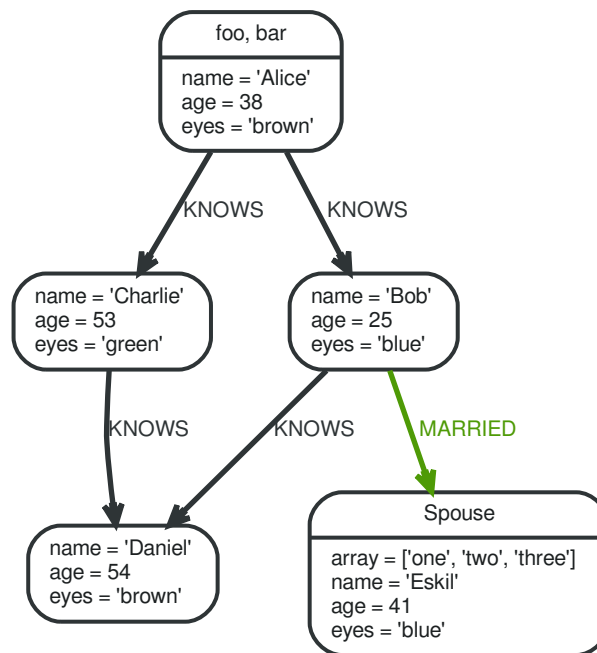 foo, bar
name = 'Alice'
age = 38
eyes = 'brown'
KNOWS
KNOWS
name = 'Charlie'
age = 53
eyes = 'green'
name = 'Bob'
age = 25
eyes = 'blue'
KNOWS
KNOWS
MARRIED
name = 'Daniel'
age = 54
eyes = 'brown'
Spouse
array = ['one', 'two', 'three']
name = 'Eskil'
age = 41
eyes = 'blue'